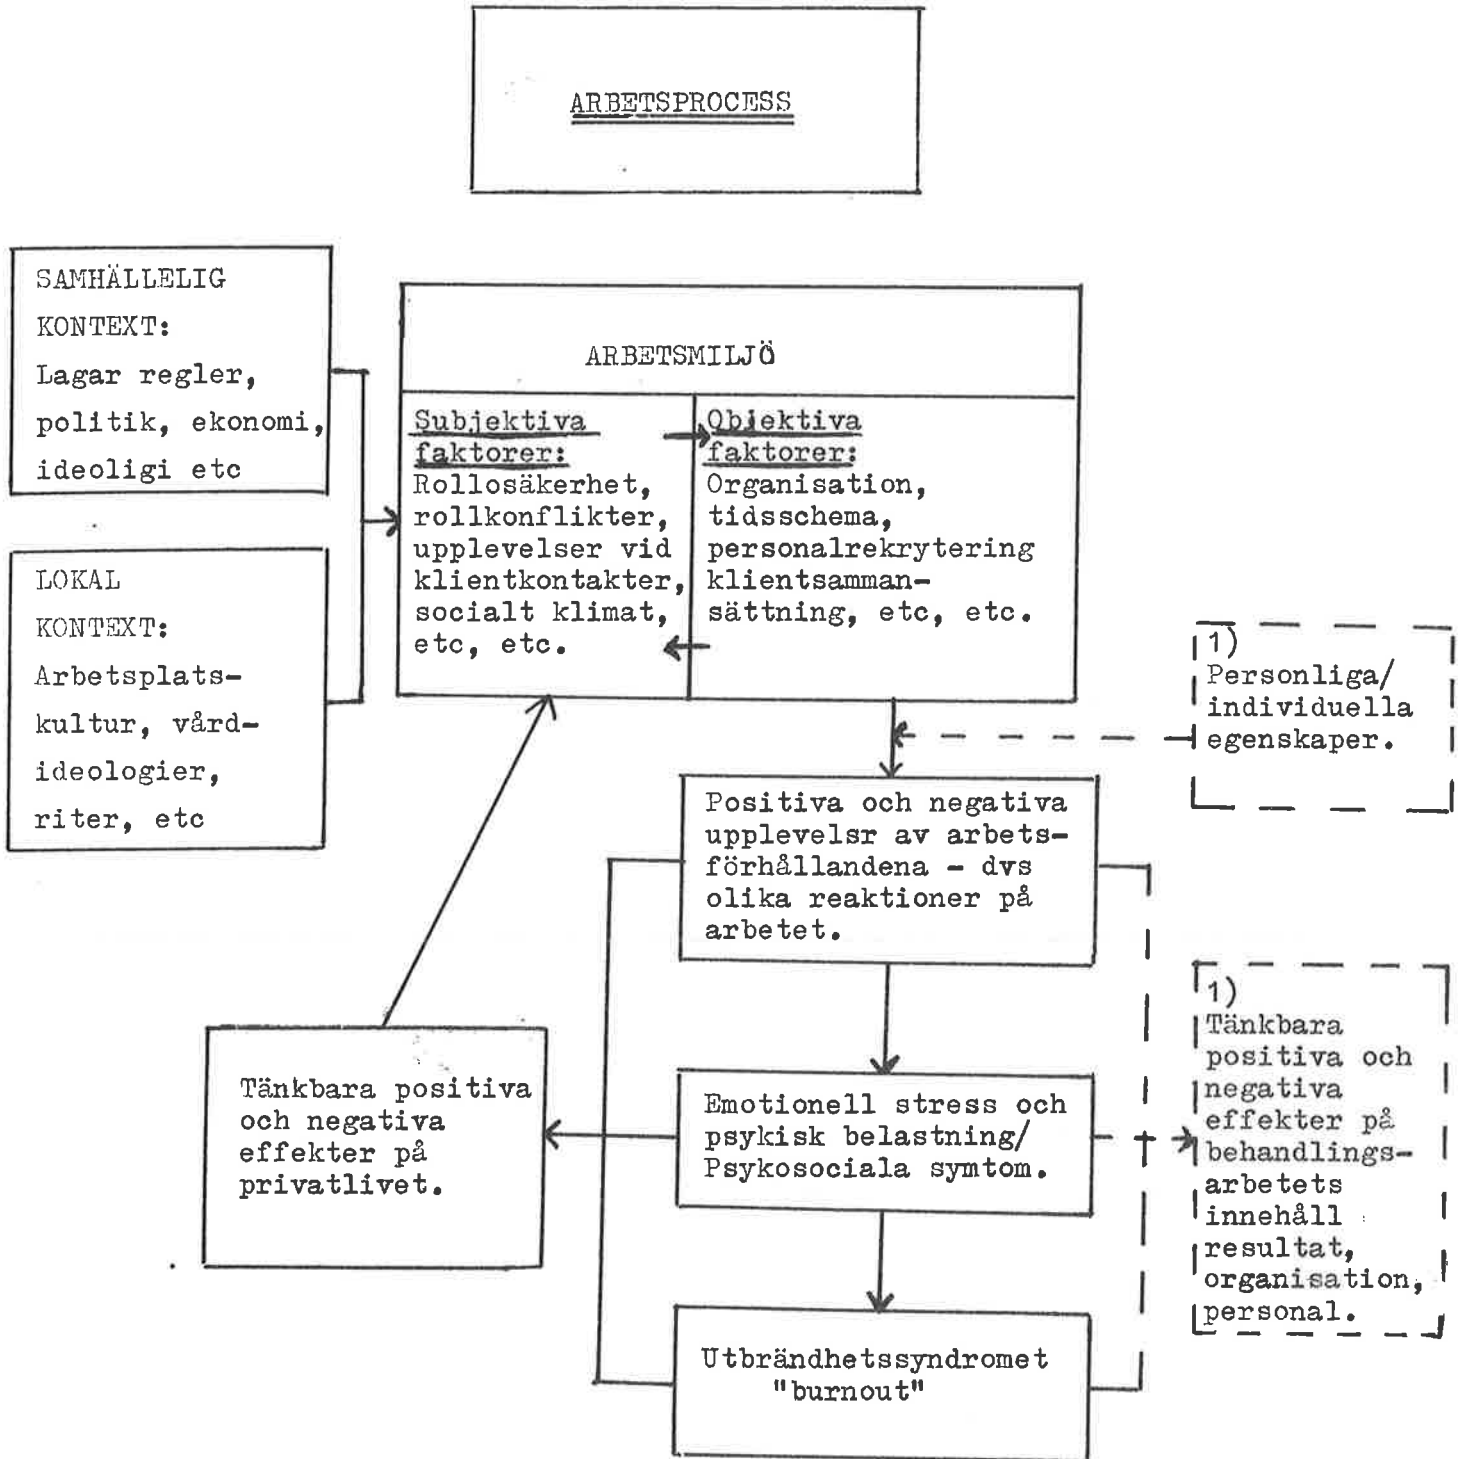 ARBETSPROCESS
SAMHÄLLELIG
KONTEXT:
Lagar regler,
politik, ekonomi,
ideoligi etc
LOKAL
KONTEXT:
Arbetsplats-
kultur, vård-
ideologier,
riter, etc
ARBETSMILJÖ
Subjektiva
faktorer:
Rollosäkerhet,
rollkonflikter,
upplevelser vid
klientkontakter,
socialt klimat,
etc, etc.
Objektiva
faktorer:
Organisation,
tidsschema,
personalrekrytering
klientsamman-
sättning, etc, etc.
1)
Personliga/
individuella
egenskaper.
Positiva och negativa
upplevelsr av arbets-
förhållandena - dvs
olika reaktioner på
arbetet.
Tänkbara positiva
och negativa
effekter på
privatlivet.
Emotionell stress och
psykisk belastning/
Psykosociala symtom.
1)
Tänkbara
positiva och
negativa
effekter på
behandlings-
arbetets
innehåll
resultat,
organisation,
personal.
Utbrändhetssyndromet
"burnout"